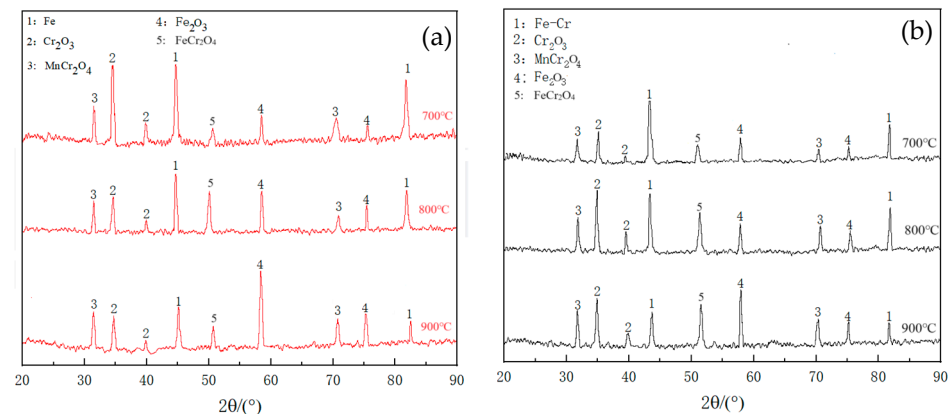 1: Fe
4: Fe₂O₃
2: Cr₂O₃
5: FeCr₂O₄
3: MnCr₂O₄
(a)
3 2 2 1 5 4 3 4 1
700℃
3 2 2 1 5 4 3 4 1
800℃
3 2 2 1 5 4 3 4 1
900℃
20 30 40 50 60 70 80 90
2θ/(°)
1: Fe-Cr
2: Cr₂O₃
3: MnCr₂O₄
4: Fe₂O₃
5: FeCr₂O₄
(b)
3 2 2 1 5 4 3 4 1
700℃
3 2 2 1 5 4 3 4 1
800℃
3 2 2 1 5 4 3 4 1
900℃
20 30 40 50 60 70 80 90
2θ/(°)